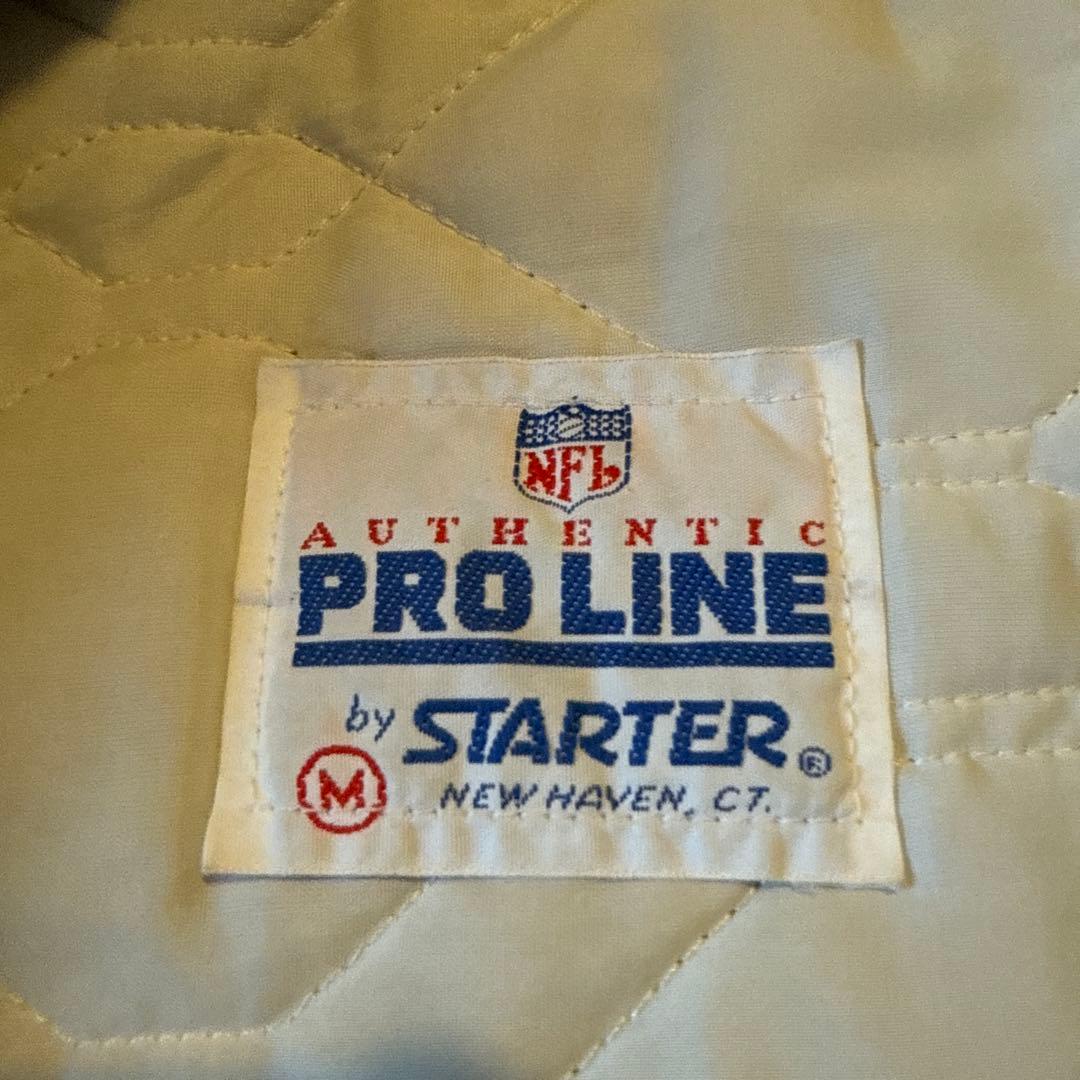 NFL
AUTHENTIC
PRO LINE
by STARTER®
M
NEW HAVEN, CT.